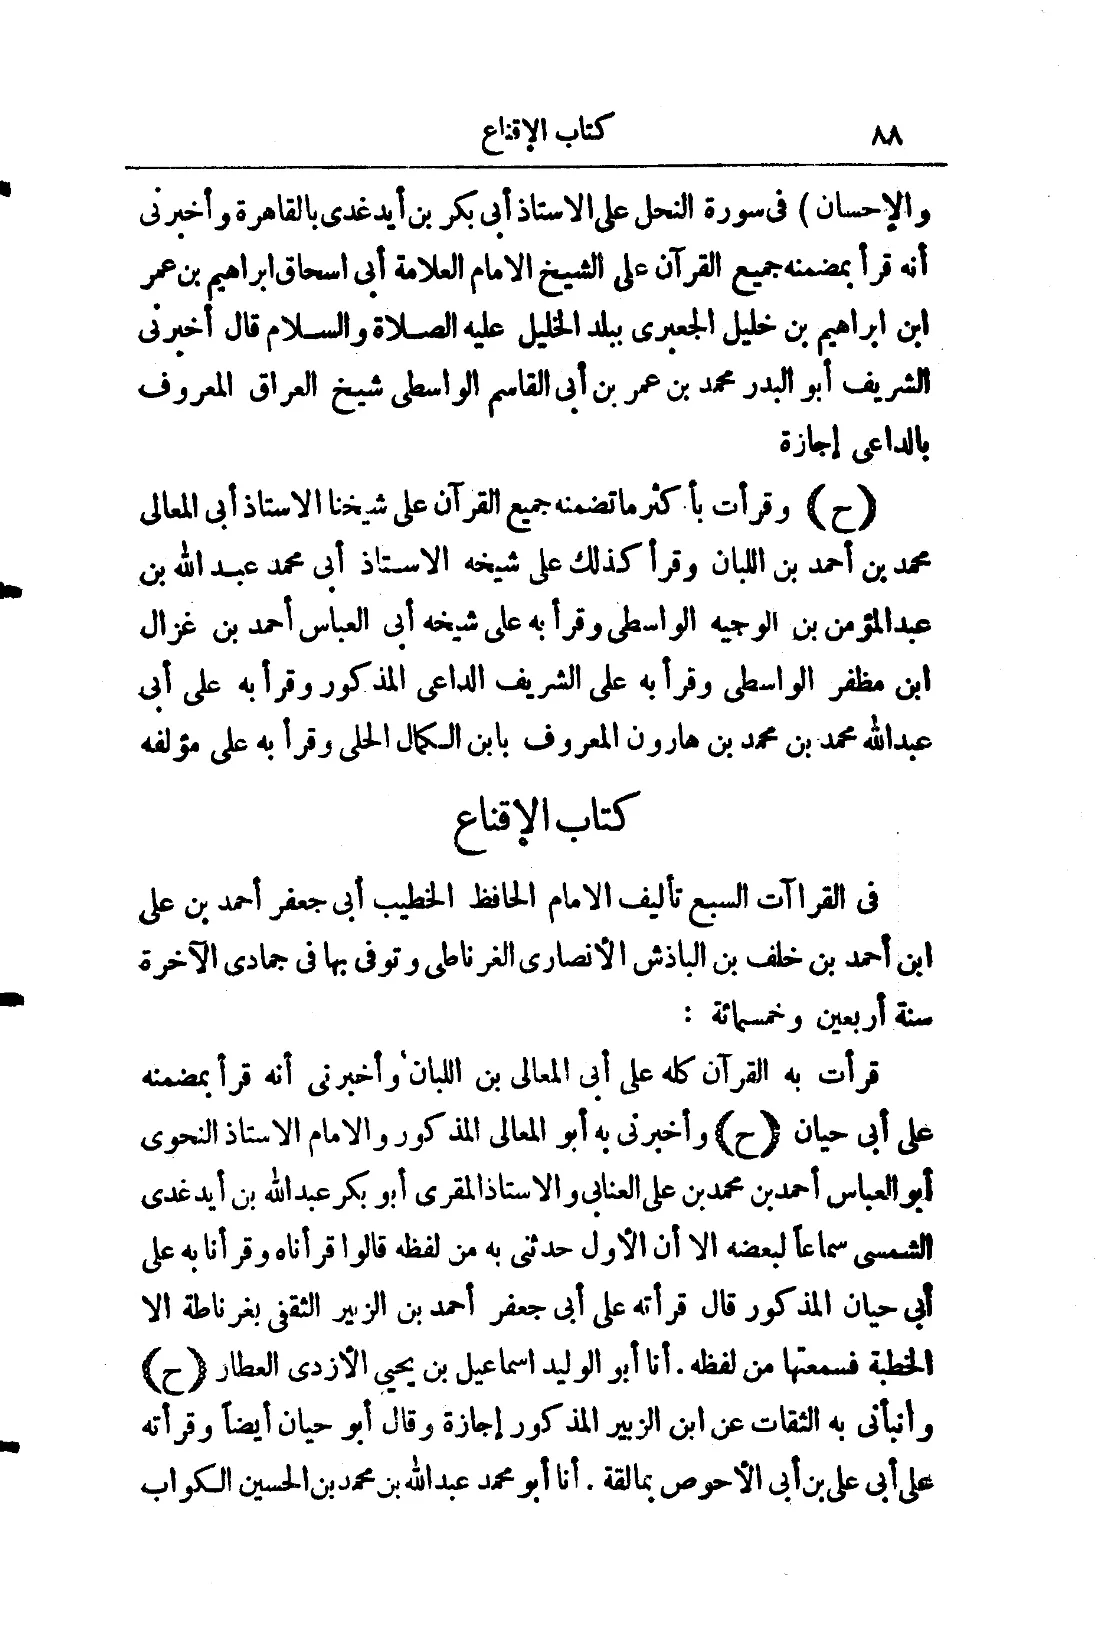 ٨٨
كتاب الإقناع
والإحسان ) فى سورة النحل على الاستاذ أبى بكر بن أيدغدى بالقاهرة وأخبرنى
أنه قرأ بمضمنه جميع القرآن على الشيخ الامام العلامة أبى اسحاق ابراهيم بن عمر
ابن ابراهيم بن خليل الجعبرى ببلد الخليل عليه الصلاة والسلام قال أخبرنى
الشريف أبو البدر محمد بن عمر بن أبى القاسم الواسطى شيخ العراق المعروف
بالداعى إجازة
(ح) وقرأت بأكثر ما تضمنه جميع القرآن على شيخنا الاستاذ أبى المعالى
محمد بن أحمد بن اللبان وقرأ كذلك على شيخه الاستاذ أبى محمد عبد الله بن
عبدالمؤمن بن الوجيه الواسطى وقرأ به على شيخه أبى العباس أحمد بن غزال
ابن مظفر الواسطى وقرأ به على الشريف الداعى المذكور وقرأ به على أبى
عبدالله محمد بن محمد بن هارون المعروف بابن الكمال الحلى وقرأ به على مؤلفه
كتاب الإقناع
فى القراآت السبع تأليف الامام الحافظ الخطيب أبى جعفر أحمد بن على
ابن أحمد بن خلف بن الباذش الأنصارى الغرناطى وتوفى بها فى جمادى الآخرة
سنة أربعين وخمسمائة :
قرأت به القرآن كله على أبى المعالى بن اللبان وأخبرنى أنه قرأ بمضمنه
على أبى حيان (ح) وأخبرنى به أبو المعالى المذكور والامام الاستاذ النحوى
أبو العباس أحمد بن محمد بن على العنابى والاستاذ المقرى أبو بكر عبدالله بن أيدغدى
الشمسى سماعاً لبعضه الا أن الأول حدثنى به من لفظه قالوا قرأناه وقرأنا به على
أبى حيان المذكور قال قرأته على أبى جعفر أحمد بن الزبير الثقفى بغرناطة الا
الخطبة فسمعتها من لفظه . أنا أبو الوليد اسماعيل بن يحيى الأزدى العطار (ح)
وأنبأنى به الثقات عن ابن الزبير المذكور إجازة وقال أبو حيان أيضاً وقرأته
على أبى على بن أبى الأحوص بمالقة . أنا أبو محمد عبدالله بن محمد بن الحسين الكواب